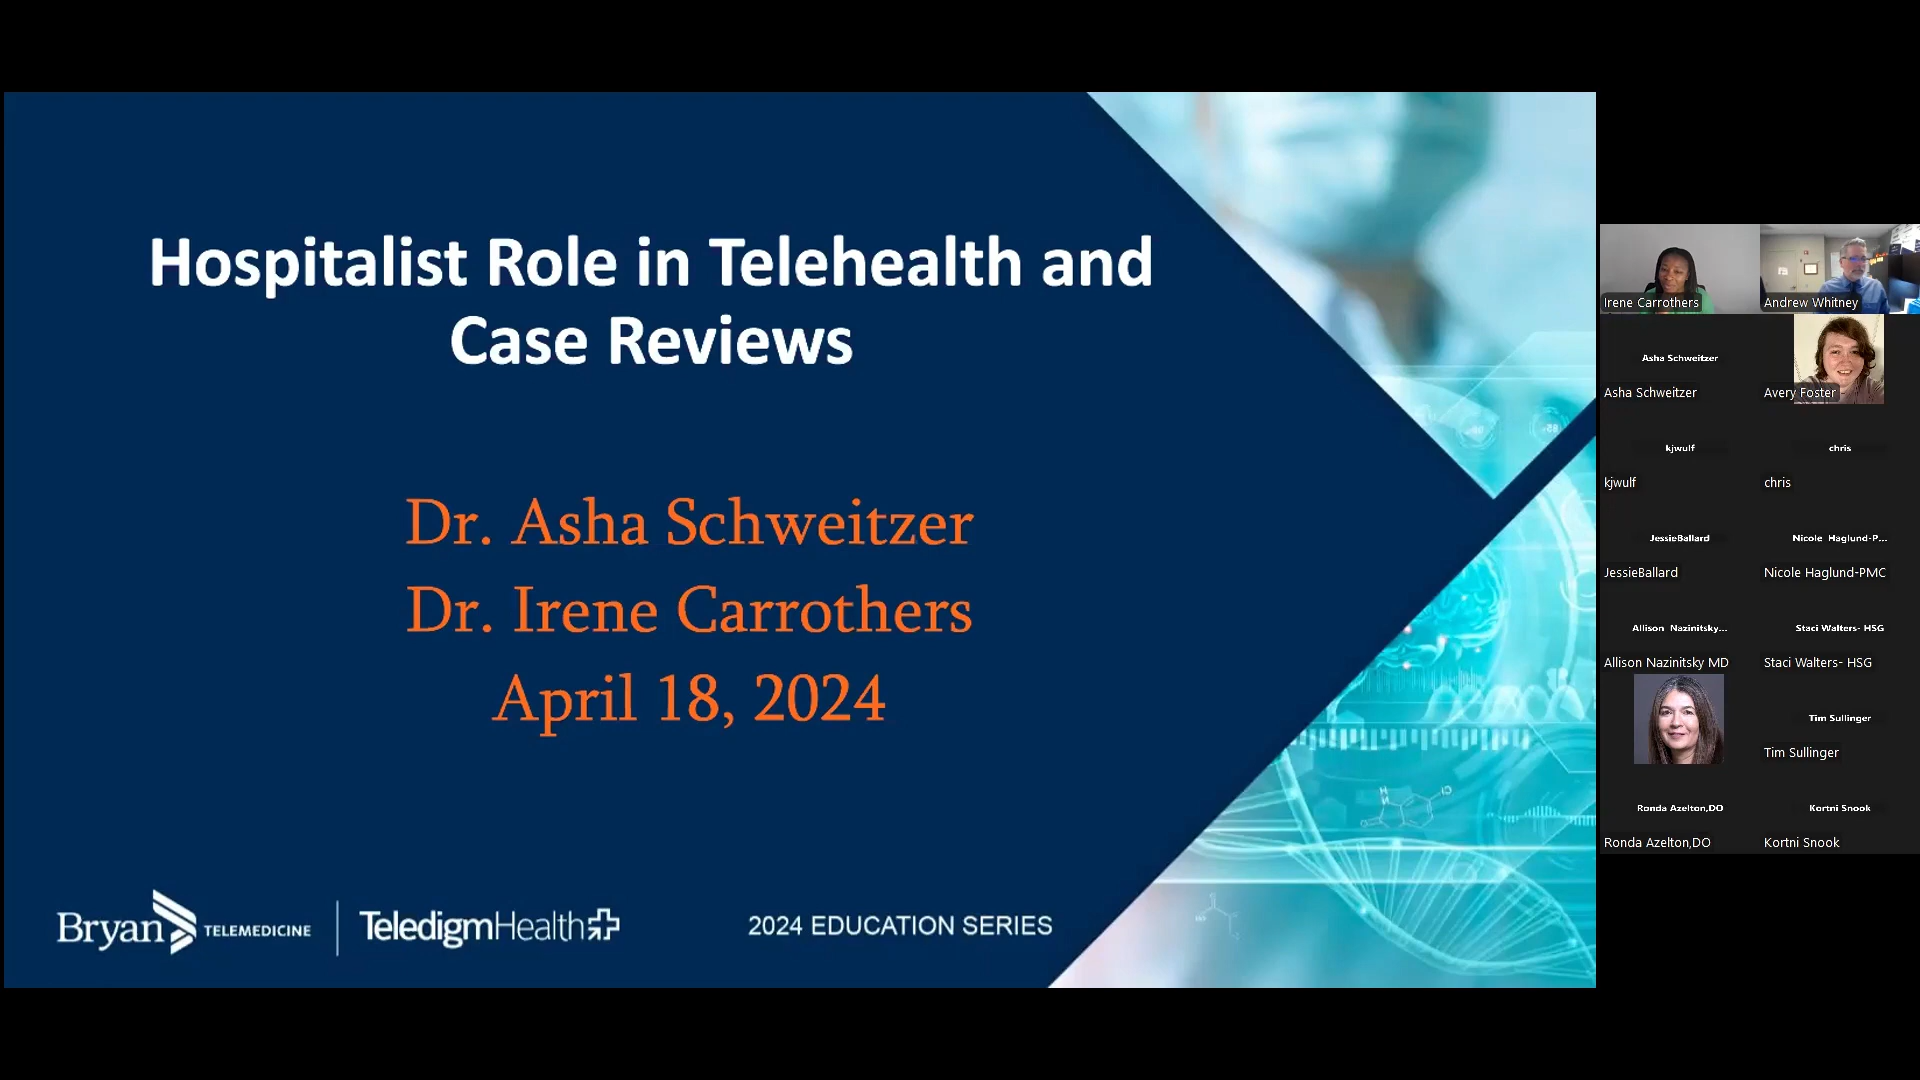 Hospitalist Role in Telehealth and
Case Reviews
Dr. Asha Schweitzer
Dr. Irene Carrothers
April 18, 2024
Bryan TELEMEDICINE
TeledigmHealth
2024 EDUCATION SERIES
Irene Carrothers
Andrew Whitney
Asha Schweitzer
Asha Schweitzer
Avery Foster
kjwulf
kjwulf
chris
chris
JessieBallard
JessieBallard
Nicole Haglund-P...
Nicole Haglund-PMC
Allison Nazinitsky...
Allison Nazinitsky MD
Staci Walters- HSG
Staci Walters- HSG
Tim Sullinger
Tim Sullinger
Ronda Azelton,DO
Ronda Azelton,DO
Kortni Snook
Kortni Snook